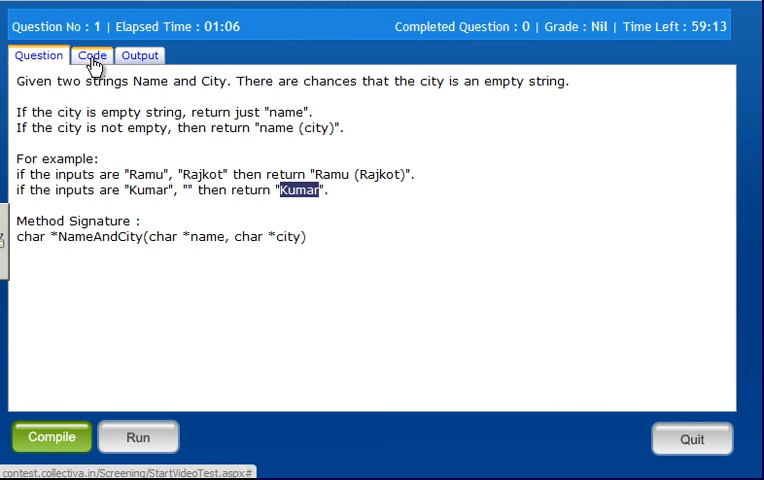 Question No : 1 | Elapsed Time : 01:06 Completed Question : 0 | Grade : Nil | Time Left : 59:13
Question Code Output
Given two strings Name and City. There are chances that the city is an empty string.
If the city is empty string, return just "name".
If the city is not empty, then return "name (city)".
For example:
if the inputs are "Ramu", "Rajkot" then return "Ramu (Rajkot)".
if the inputs are "Kumar", "" then return "Kumar".
Method Signature :
char *NameAndCity(char *name, char *city)
Compile Run Quit
contest.collectiva.in/Screening/StartVideoTest.aspx#